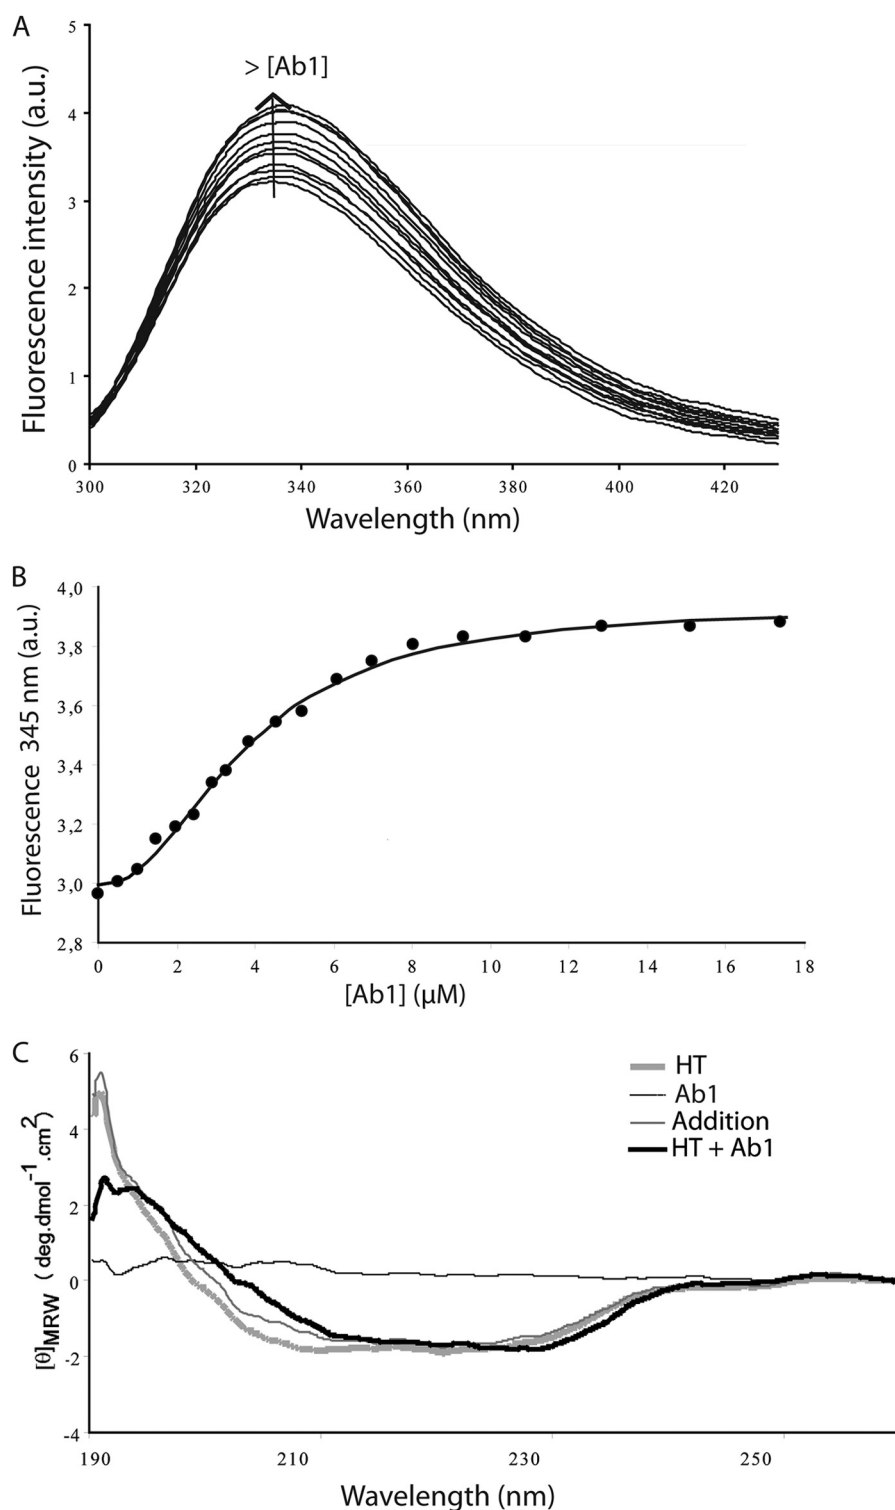 A
> [Ab1]
Fluorescence intensity (a.u.)
5
4
3
2
1
0
300 320 340 360 380 400 420
Wavelength (nm)
B
Fluorescence 345 nm (a.u.)
4,0
3,8
3,6
3,4
3,2
3,0
2,8
0 2 4 6 8 10 12 14 16 18
[Ab1] (µM)
C
[θ]MRW (deg.dmol⁻¹.cm²)
6
4
2
0
-2
-4
HT
Ab1
Addition
HT + Ab1
190 210 230 250
Wavelength (nm)